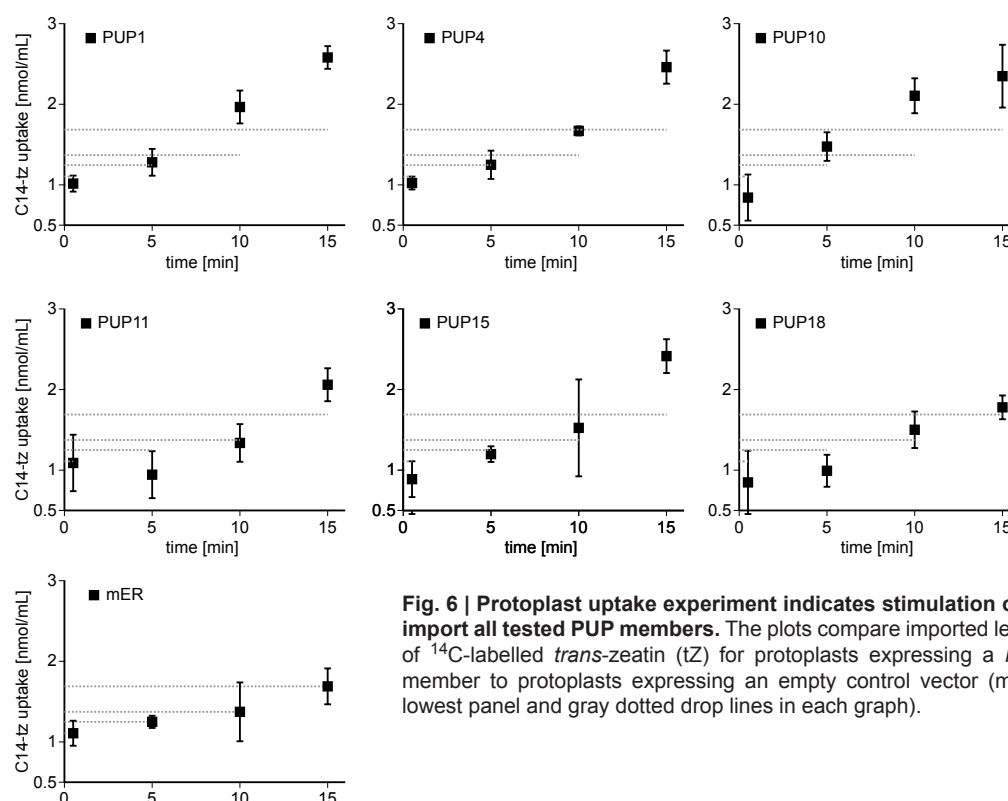 3
PUP1
2
1
0.5
0 5 10 15
time [min]
C14-tz uptake [nmol/mL]
3
PUP4
2
1
0.5
0 5 10 15
time [min]
3
PUP10
2
1
0.5
0 5 10 15
time [min]
3
PUP11
2
1
0.5
0 5 10 15
time [min]
C14-tz uptake [nmol/mL]
3
PUP15
2
1
0.5
0 5 10 15
time [min]
3
PUP18
2
1
0.5
0 5 10 15
time [min]
3
mER
2
1
0.5
0 5 10 15
C14-tz uptake [nmol/mL]
Fig. 6 | Protoplast uptake experiment indicates stimulation
import all tested PUP members. The plots compare imported
of ¹⁴C-labelled trans-zeatin (tZ) for protoplasts expressing a
member to protoplasts expressing an empty control vector
lowest panel and gray dotted drop lines in each graph).